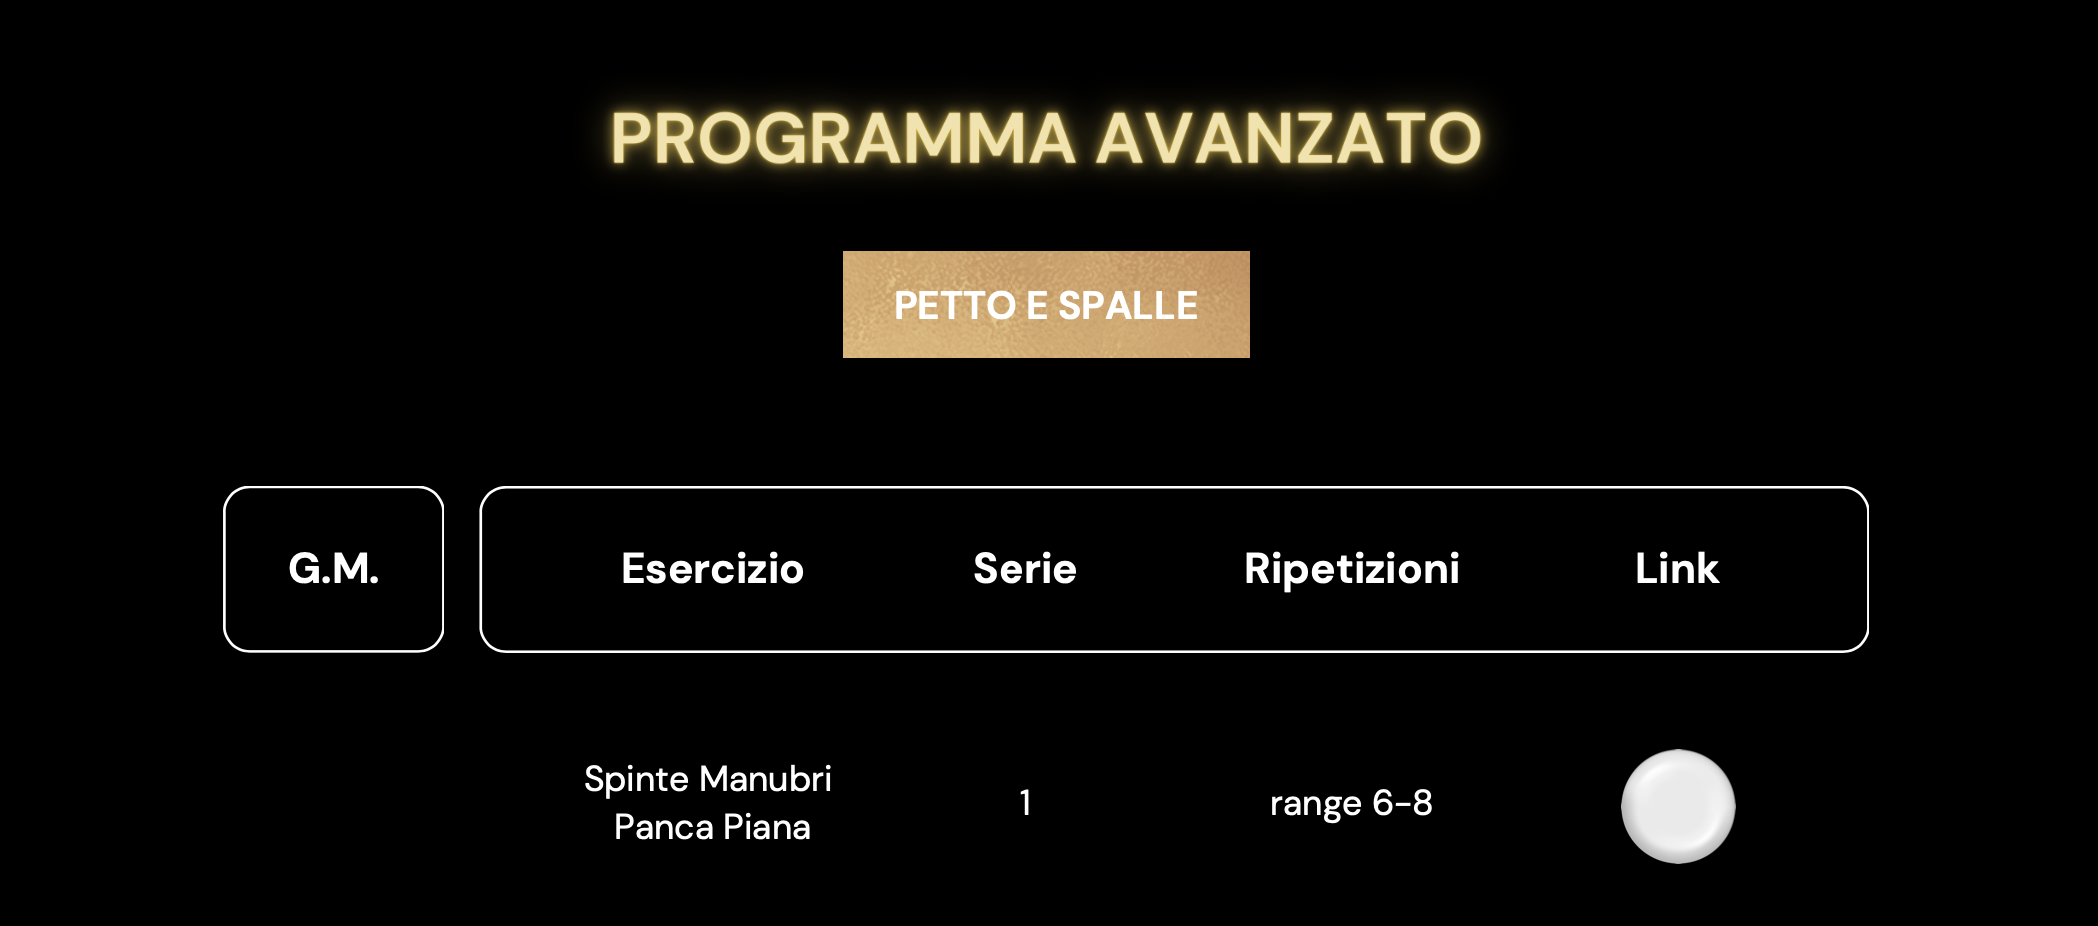 PROGRAMMA AVANZATO
PETTO E SPALLE
G.M. Esercizio Serie Ripetizioni Link
Spinte Manubri
Panca Piana
1
range 6-8